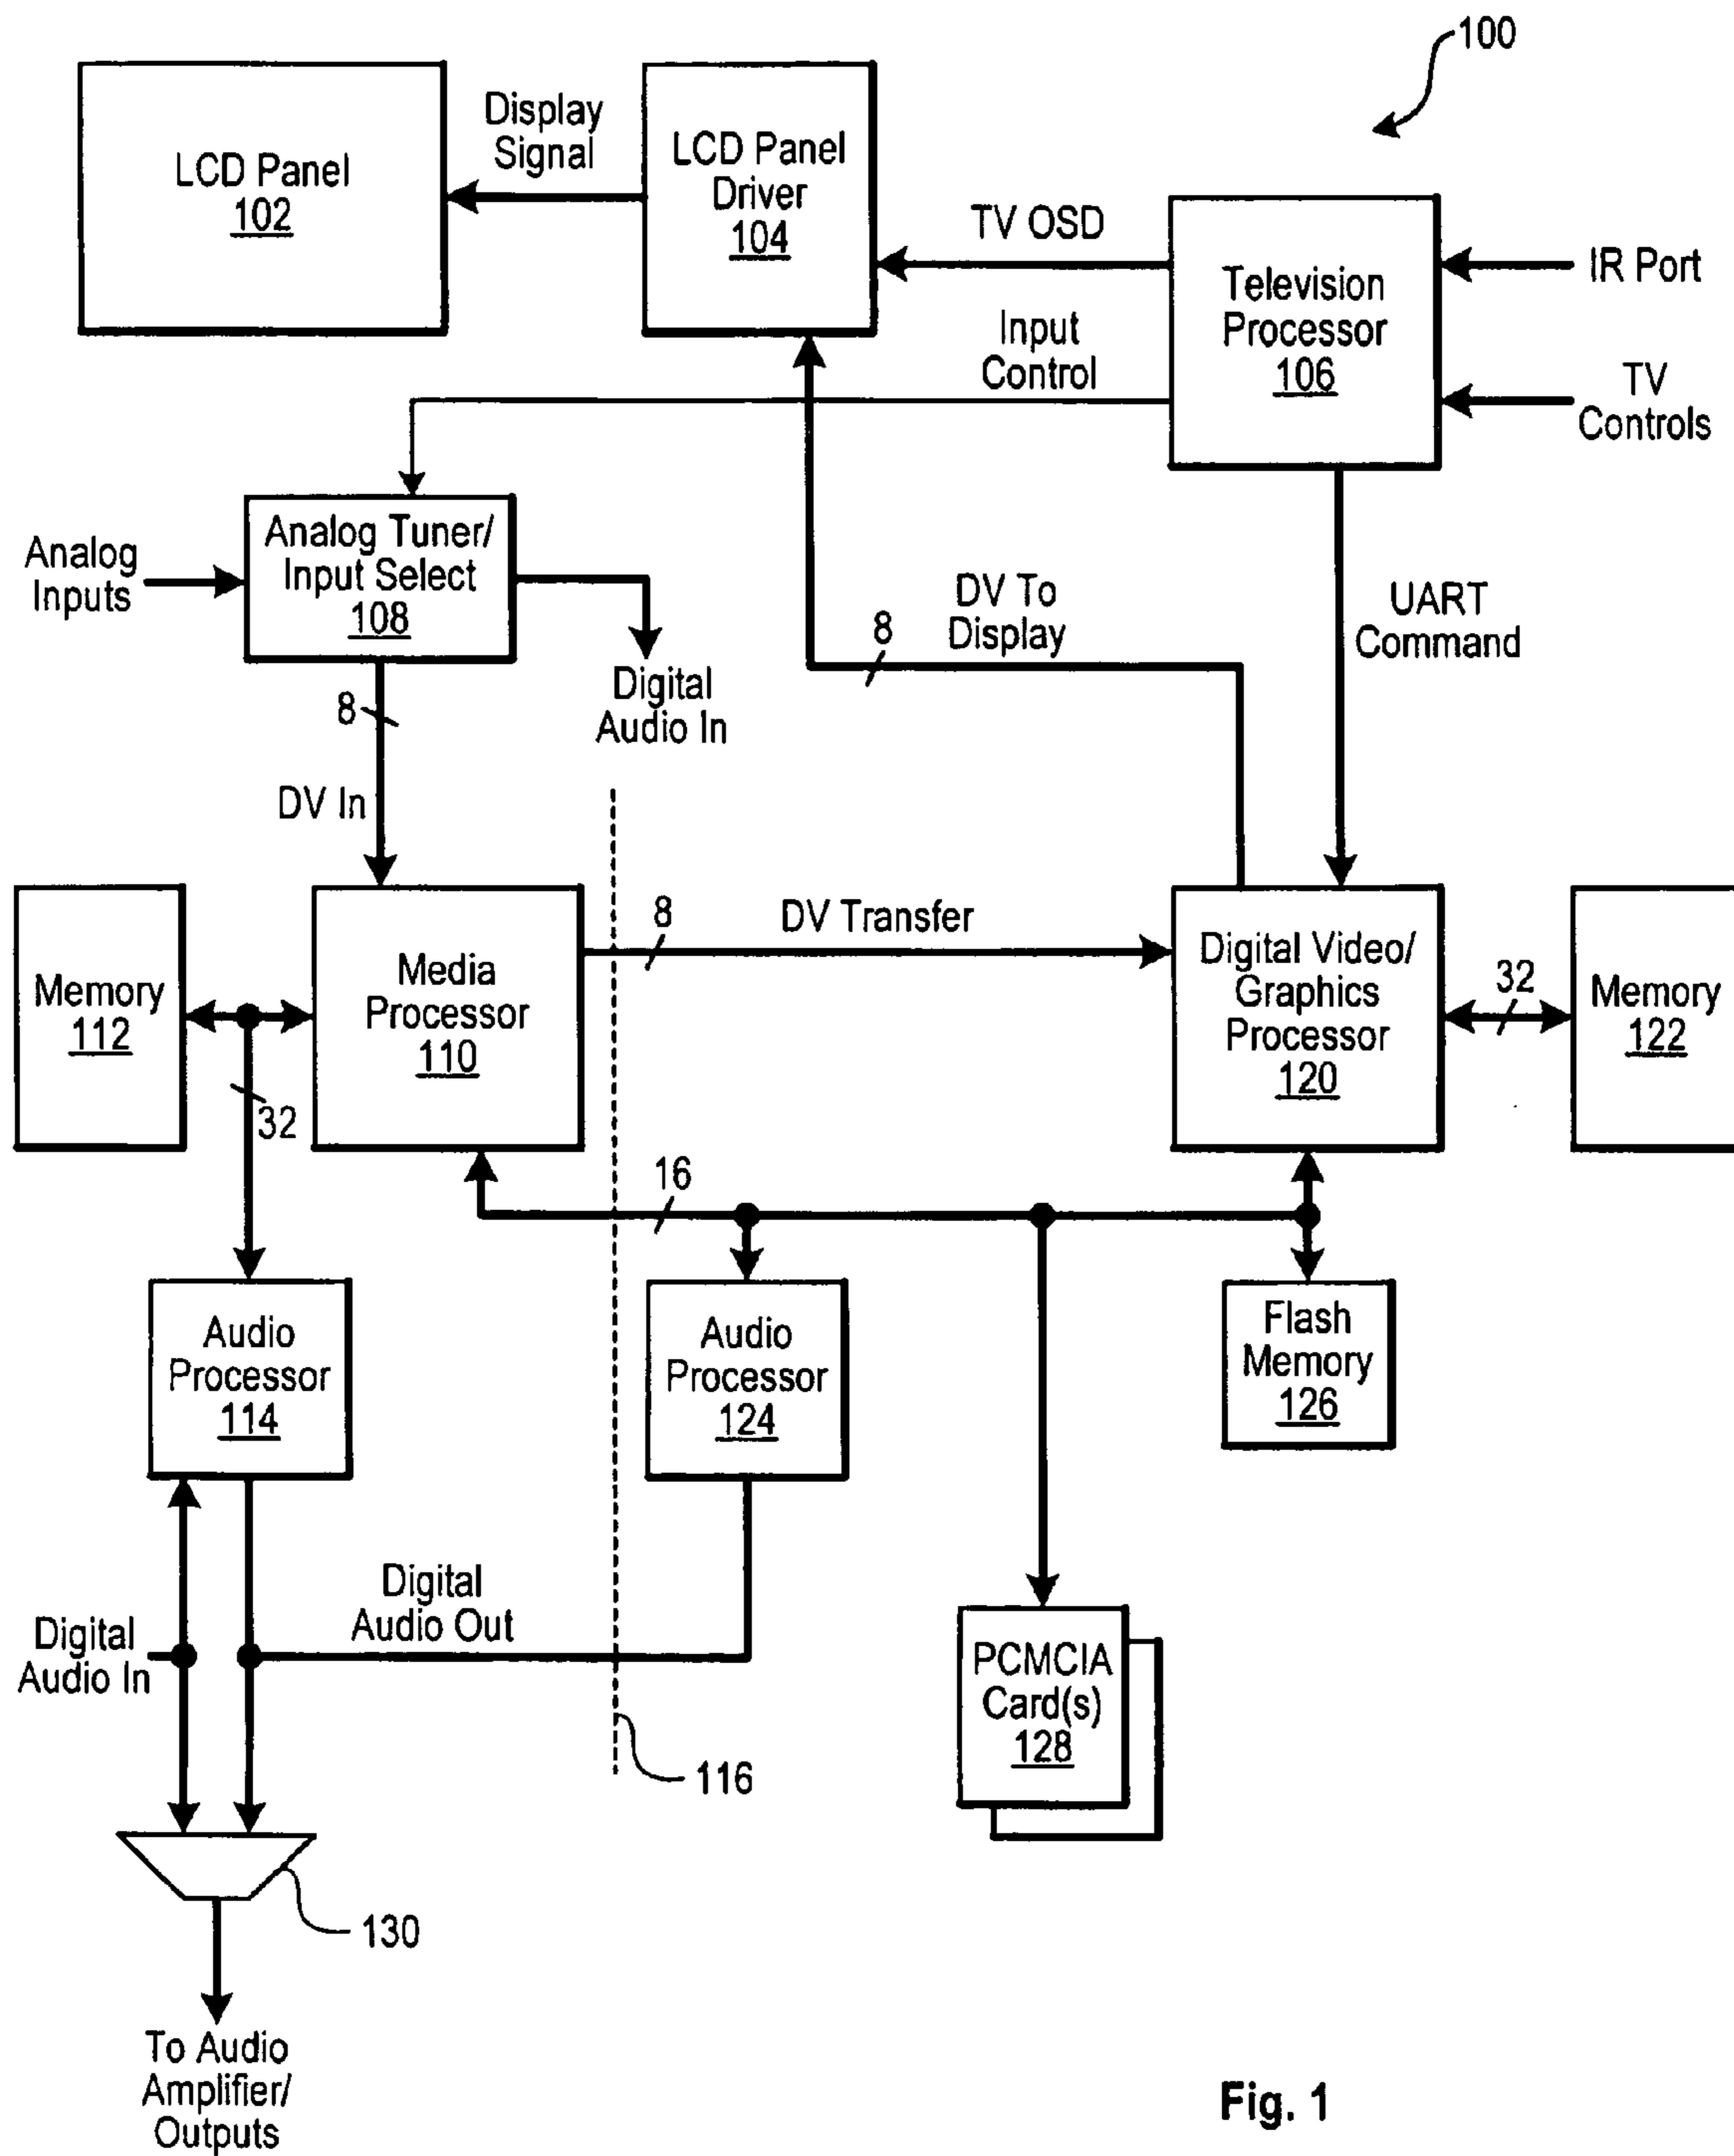 100
LCD Panel
102
Display
Signal
LCD Panel
Driver
104
TV OSD
Input
Control
Television
Processor
106
IR Port
TV
Controls
Analog
Inputs
Analog Tuner/
Input Select
108
Digital
Audio In
8
DV In
8
DV To
Display
UART
Command
Memory
112
32
Media
Processor
110
8
DV Transfer
Digital Video/
Graphics
Processor
120
32
Memory
122
16
Audio
Processor
114
Audio
Processor
124
Flash
Memory
126
Digital
Audio In
Digital
Audio Out
PCMCIA
Card(s)
128
116
130
To Audio
Amplifier/
Outputs
Fig. 1